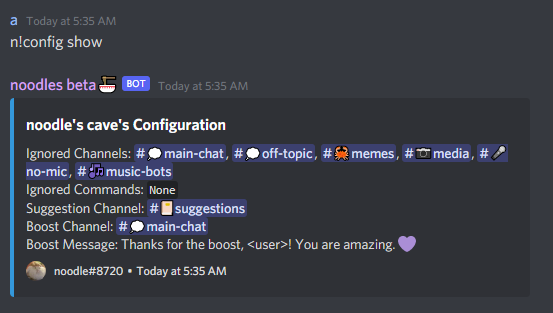 a Today at 5:35 AM
n!config show
noodles beta🍜 BOT Today at 5:35 AM
noodle's cave's Configuration
Ignored Channels: #💭main-chat, #💭off-topic, #🦀memes, #📷media, #🎤
no-mic, #🎶music-bots
Ignored Commands: None
Suggestion Channel: #📋suggestions
Boost Channel: #💭main-chat
Boost Message: Thanks for the boost, <user>! You are amazing.💜
noodle#8720 • Today at 5:35 AM